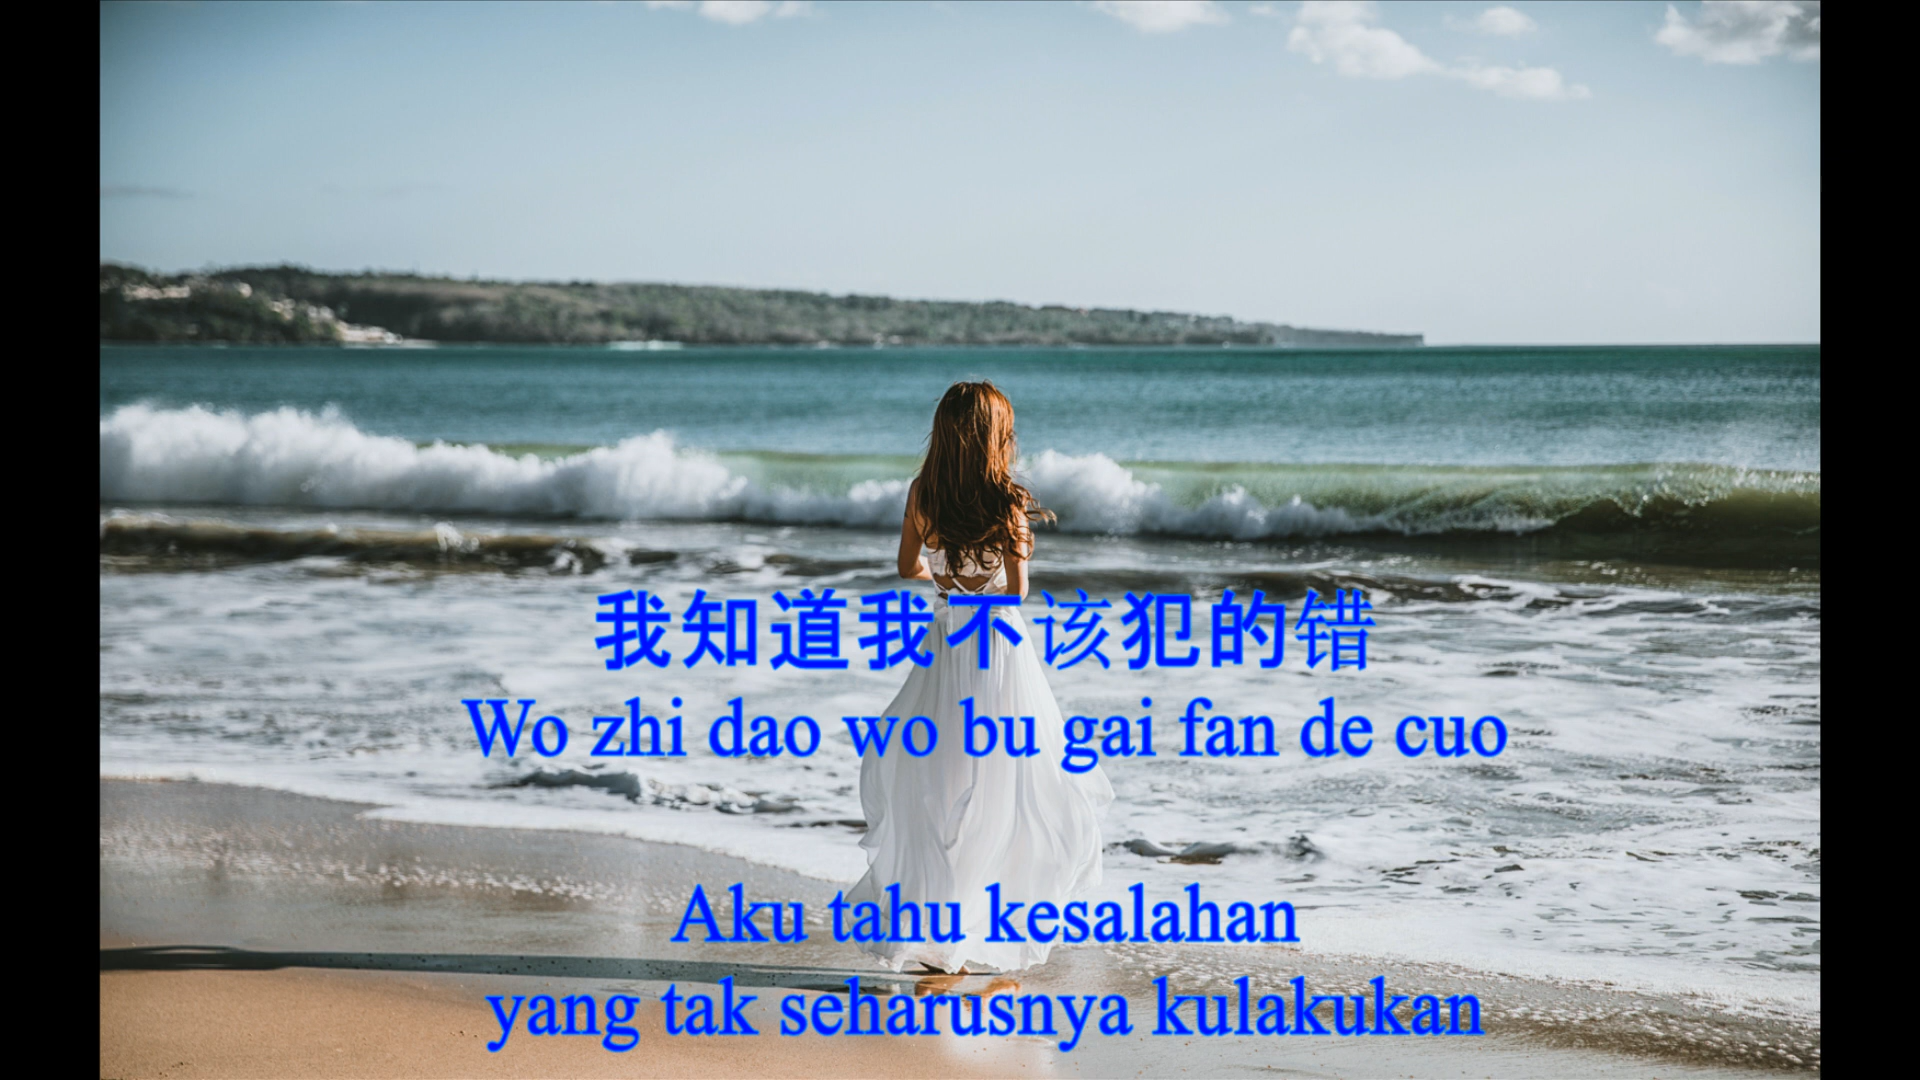 我知道我不该犯的错
Wo zhi dao wo bu gai fan de cuo
Aku tahu kesalahan
yang tak seharusnya kulakukan